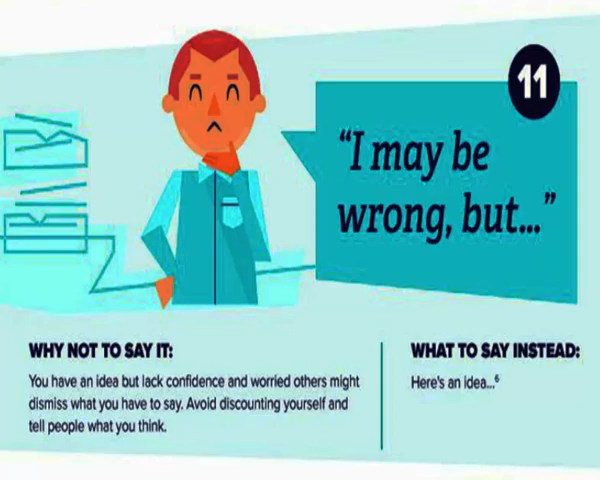 11
“I may be
wrong, but...”
WHY NOT TO SAY IT:
You have an idea but lack confidence and worried others might
dismiss what you have to say. Avoid discounting yourself and
tell people what you think.
WHAT TO SAY INSTEAD:
Here's an idea...⁶